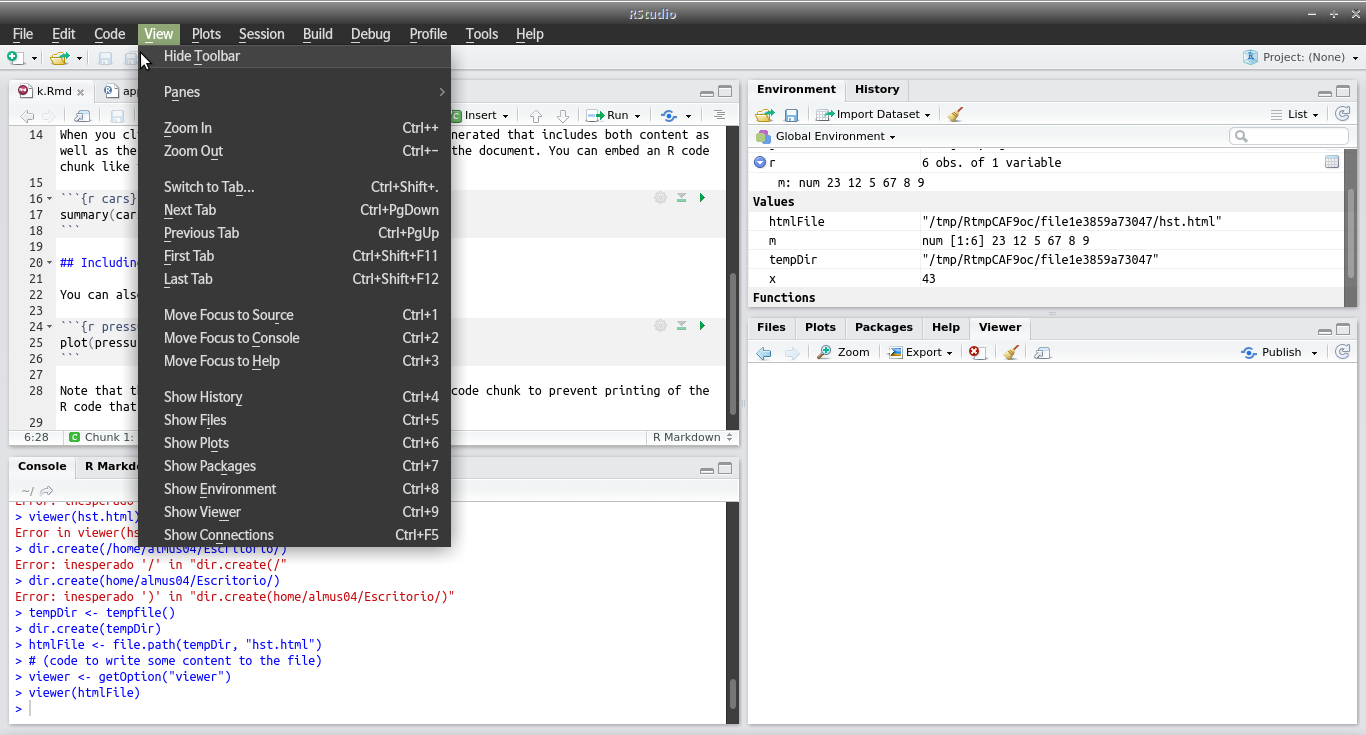 RStudio
File Edit Code View Plots Session Build Debug Profile Tools Help
Project: (None)
Hide Toolbar
Panes
Zoom In Ctrl++
Zoom Out Ctrl+-
Switch to Tab... Ctrl+Shift+.
Next Tab Ctrl+PgDown
Previous Tab Ctrl+PgUp
First Tab Ctrl+Shift+F11
Last Tab Ctrl+Shift+F12
Move Focus to Source Ctrl+1
Move Focus to Console Ctrl+2
Move Focus to Help Ctrl+3
Show History Ctrl+4
Show Files Ctrl+5
Show Plots Ctrl+6
Show Packages Ctrl+7
Show Environment Ctrl+8
Show Viewer Ctrl+9
Show Connections Ctrl+F5
k.Rmd
Insert Run
14 When you cl nerated that includes both content as
well as the the document. You can embed an R code
chunk like
15
16 ```{r cars}
17 summary(car
18 ```
19
20 ## Includin
21
22 You can als
23
24 ```{r press
25 plot(pressu
26 ```
27
28 Note that t code chunk to prevent printing of the
R code that
29
6:28 Chunk 1: R Markdown
Console R Markd
~/
Error: inesperado
> viewer(hst.html)
Error in viewer(hs
> dir.create(/home/almus04/Escritorio/)
Error: inesperado '/' in "dir.create(/"
> dir.create(home/almus04/Escritorio/)
Error: inesperado ')' in "dir.create(home/almus04/Escritorio/)"
> tempDir <- tempfile()
> dir.create(tempDir)
> htmlFile <- file.path(tempDir, "hst.html")
> # (code to write some content to the file)
> viewer <- getOption("viewer")
> viewer(htmlFile)
>
Environment History
Import Dataset List
Global Environment
r 6 obs. of 1 variable
m: num 23 12 5 67 8 9
Values
htmlFile "/tmp/RtmpCAF9oc/file1e3859a73047/hst.html"
m num [1:6] 23 12 5 67 8 9
tempDir "/tmp/RtmpCAF9oc/file1e3859a73047"
x 43
Functions
Files Plots Packages Help Viewer
Zoom Export Publish